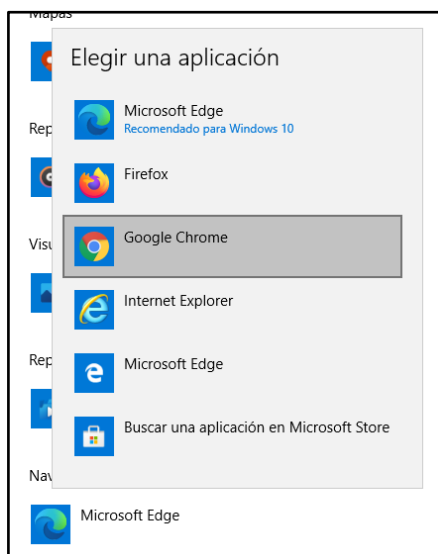 Mapas
Elegir una aplicación
Microsoft Edge
Recomendado para Windows 10
Rep
Firefox
Visu
Google Chrome
Internet Explorer
Rep
Microsoft Edge
Buscar una aplicación en Microsoft Store
Nav
Microsoft Edge